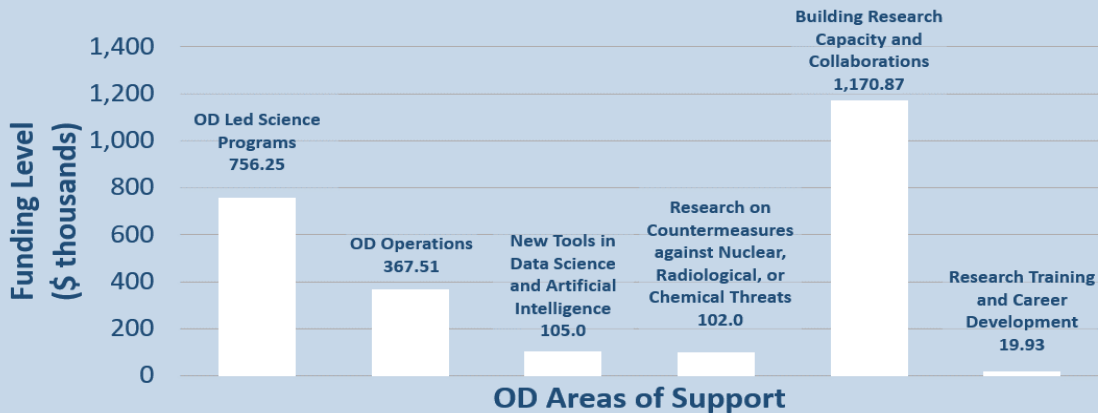 Funding Level
($ thousands)
1,400
1,200
1,000
800
600
400
200
0
OD Led Science
Programs
756.25
OD Operations
367.51
New Tools in
Data Science
and Artificial
Intelligence
105.0
Research on
Countermeasures
against Nuclear,
Radiological, or
Chemical Threats
102.0
Building Research
Capacity and
Collaborations
1,170.87
Research Training
and Career
Development
19.93
OD Areas of Support